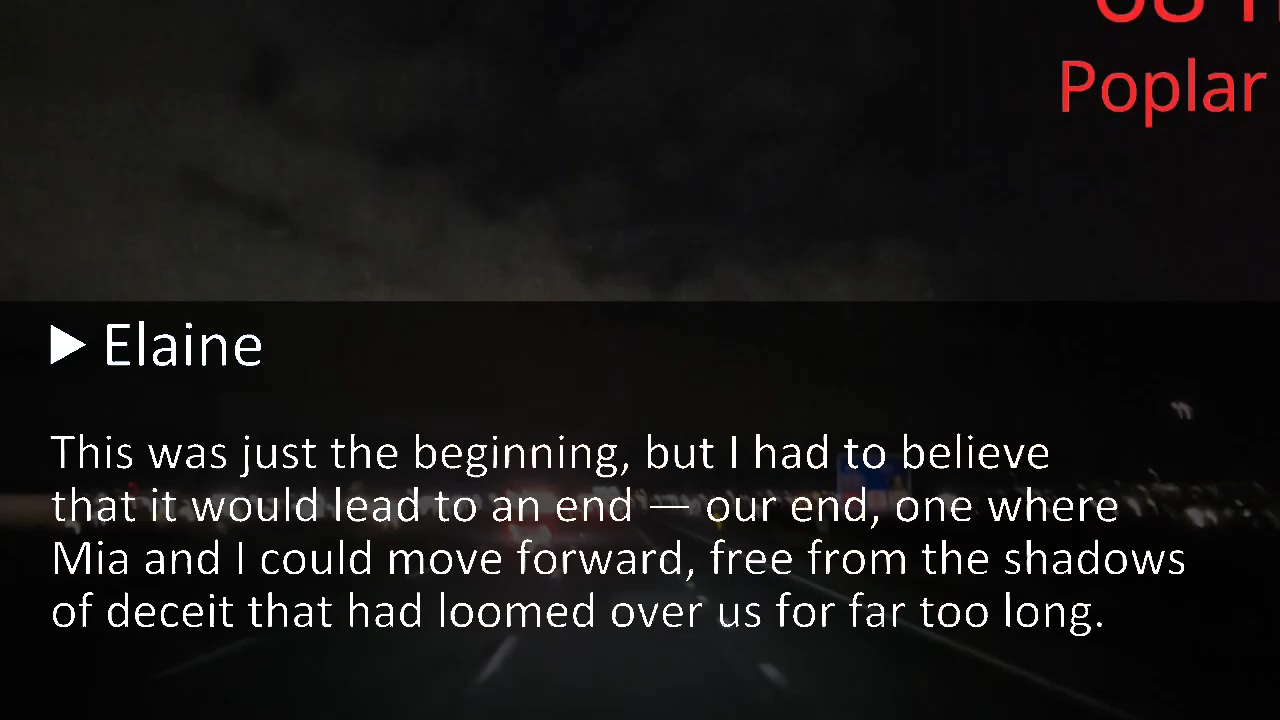 Poplar
▶ Elaine
This was just the beginning, but I had to believe
that it would lead to an end — our end, one where
Mia and I could move forward, free from the shadows
of deceit that had loomed over us for far too long.